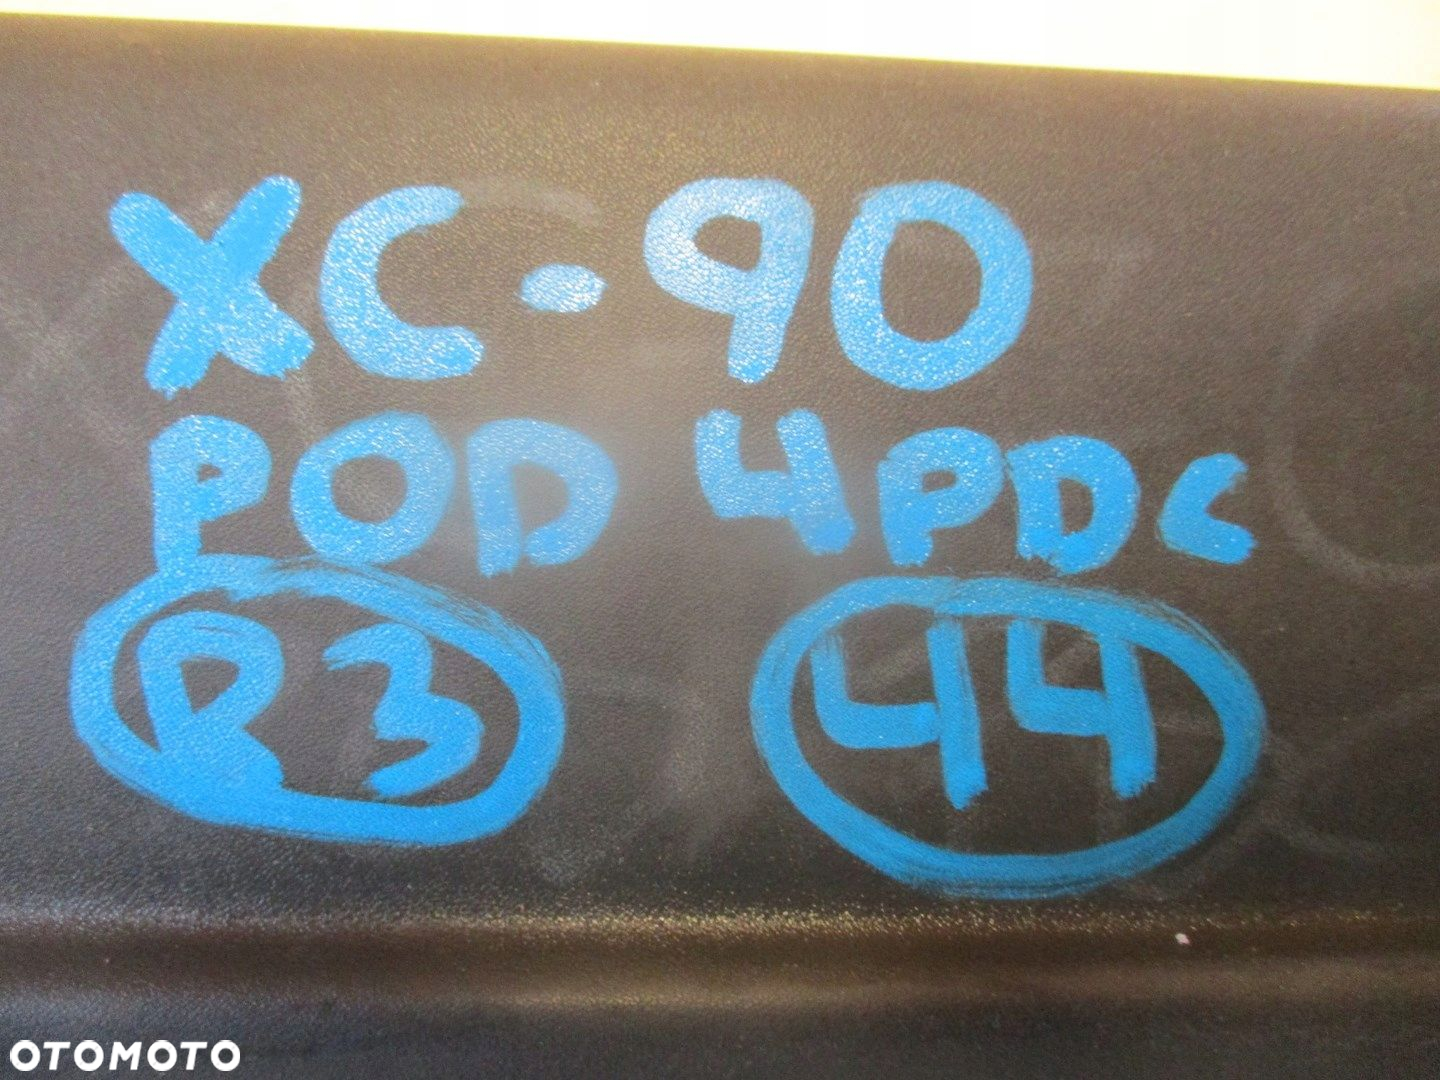 XC-90
POD 4PDC
R3 44
OTOMOTO